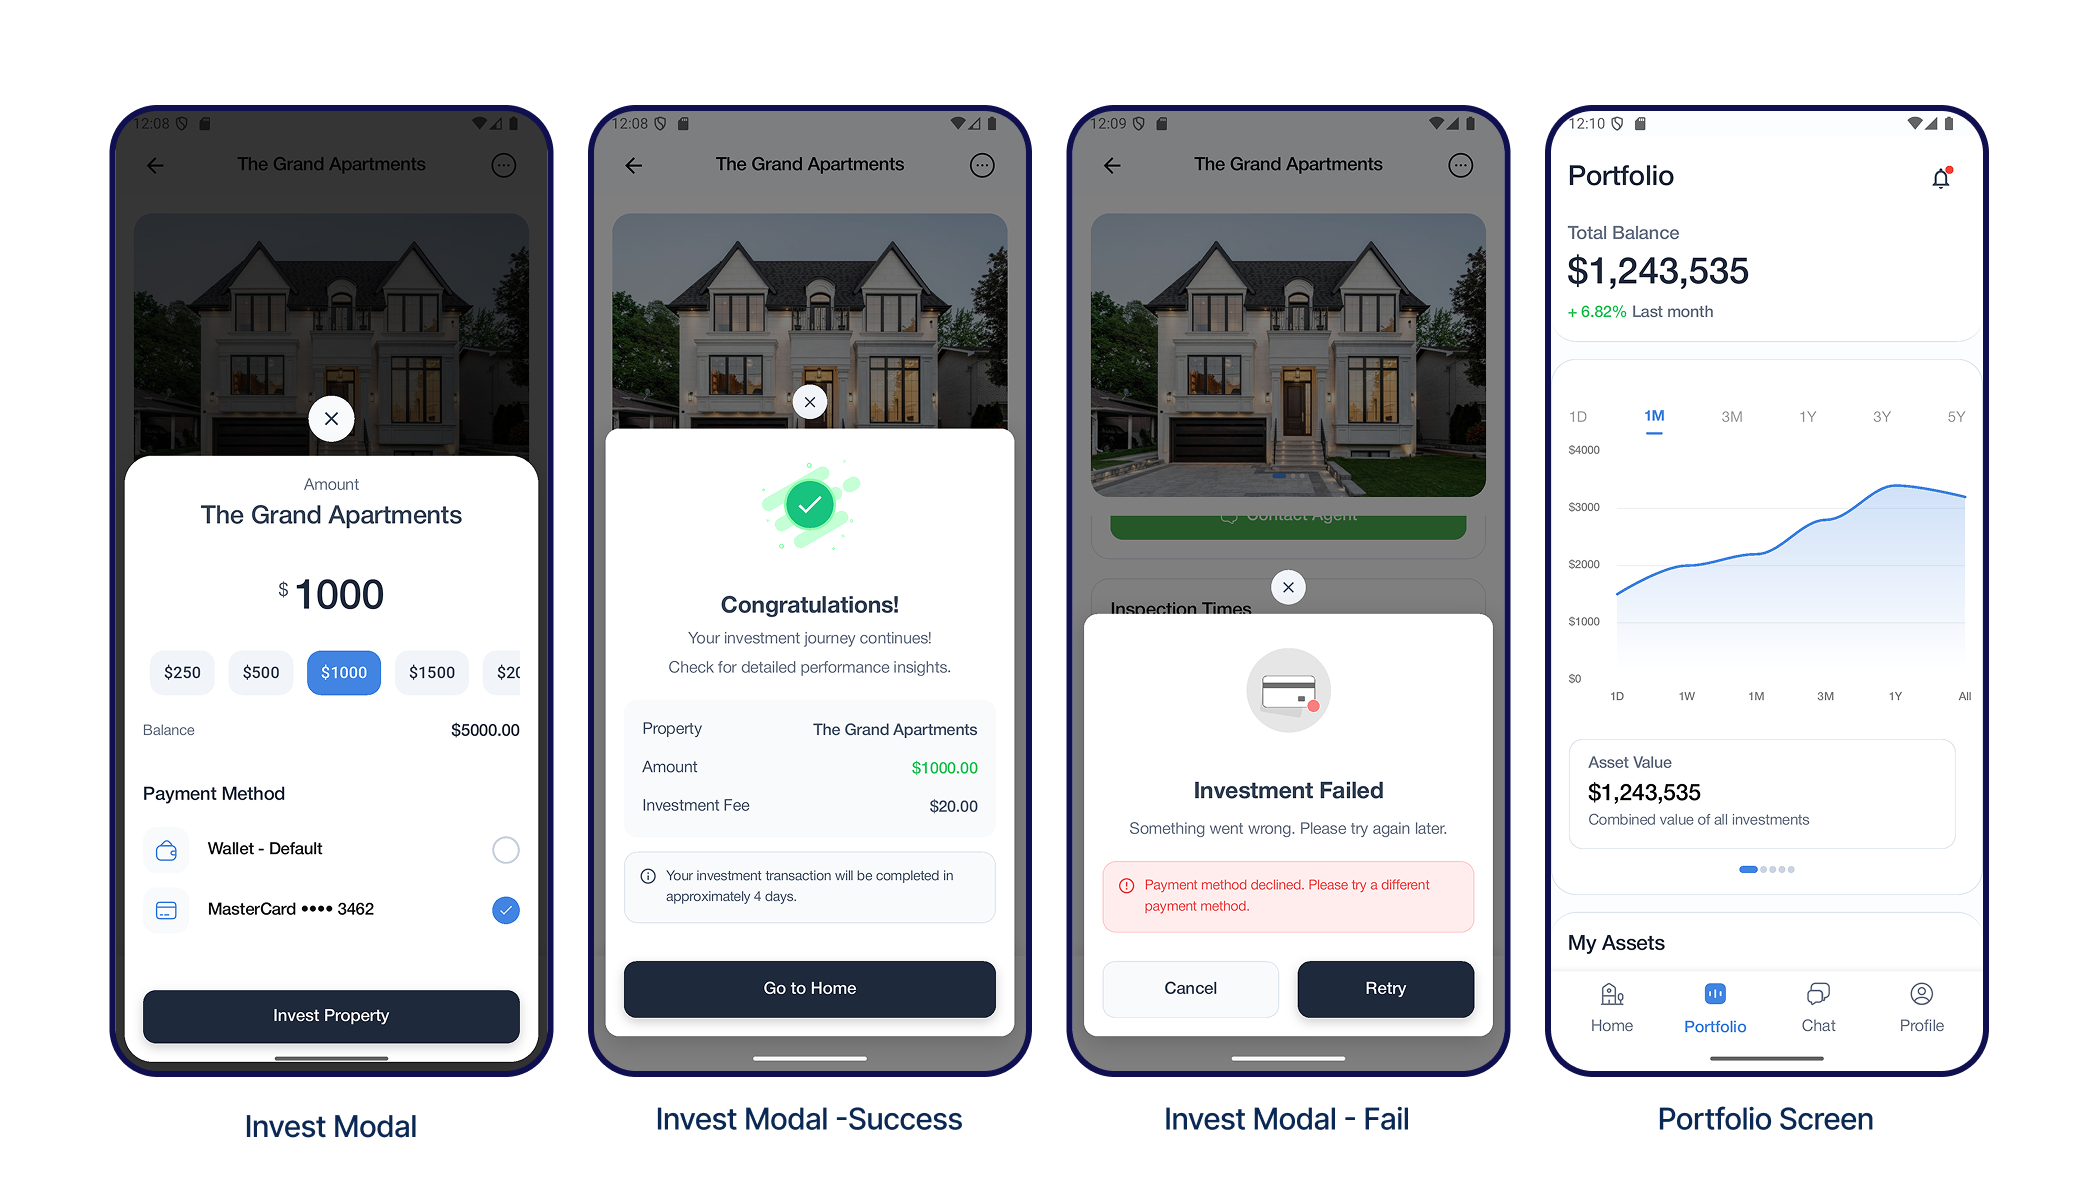 12:08
The Grand Apartments
Amount
The Grand Apartments
$ 1000
$250 $500 $1000 $1500 $20
Balance $5000.00
Payment Method
Wallet - Default
MasterCard •••• 3462
Invest Property
Invest Modal
12:08
The Grand Apartments
Congratulations!
Your investment journey continues!
Check for detailed performance insights.
Property The Grand Apartments
Amount $1000.00
Investment Fee $20.00
Your investment transaction will be completed in
approximately 4 days.
Go to Home
Invest Modal -Success
12:09
The Grand Apartments
Contact Agent
Inspection Times
Investment Failed
Something went wrong. Please try again later.
Payment method declined. Please try a different
payment method.
Cancel Retry
Invest Modal - Fail
12:10
Portfolio
Total Balance
$1,243,535
+ 6.82% Last month
1D 1M 3M 1Y 3Y 5Y
$4000
$3000
$2000
$1000
$0
1D 1W 1M 3M 1Y All
Asset Value
$1,243,535
Combined value of all investments
My Assets
Home Portfolio Chat Profile
Portfolio Screen